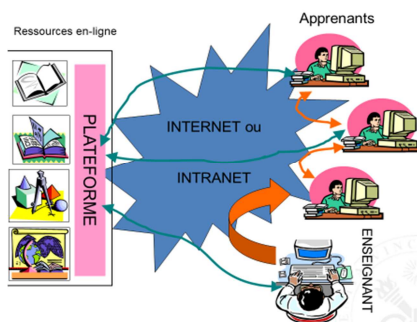 Apprenants
Ressources en-ligne
PLATEFORME
INTERNET ou
INTRANET
ENSEIGNANT